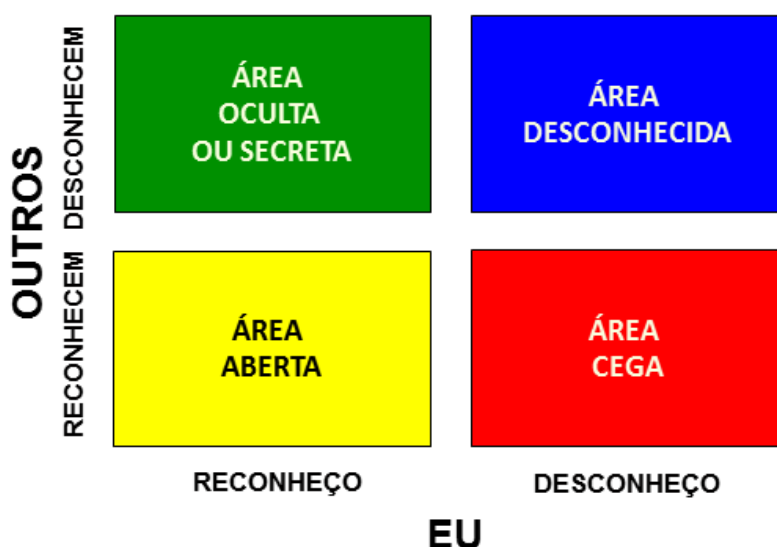 OUTROS
DESCONHECEM
ÁREA
OCULTA
OU SECRETA
ÁREA
DESCONHECIDA
RECONHECEM
ÁREA
ABERTA
ÁREA
CEGA
RECONHEÇO
DESCONHEÇO
EU